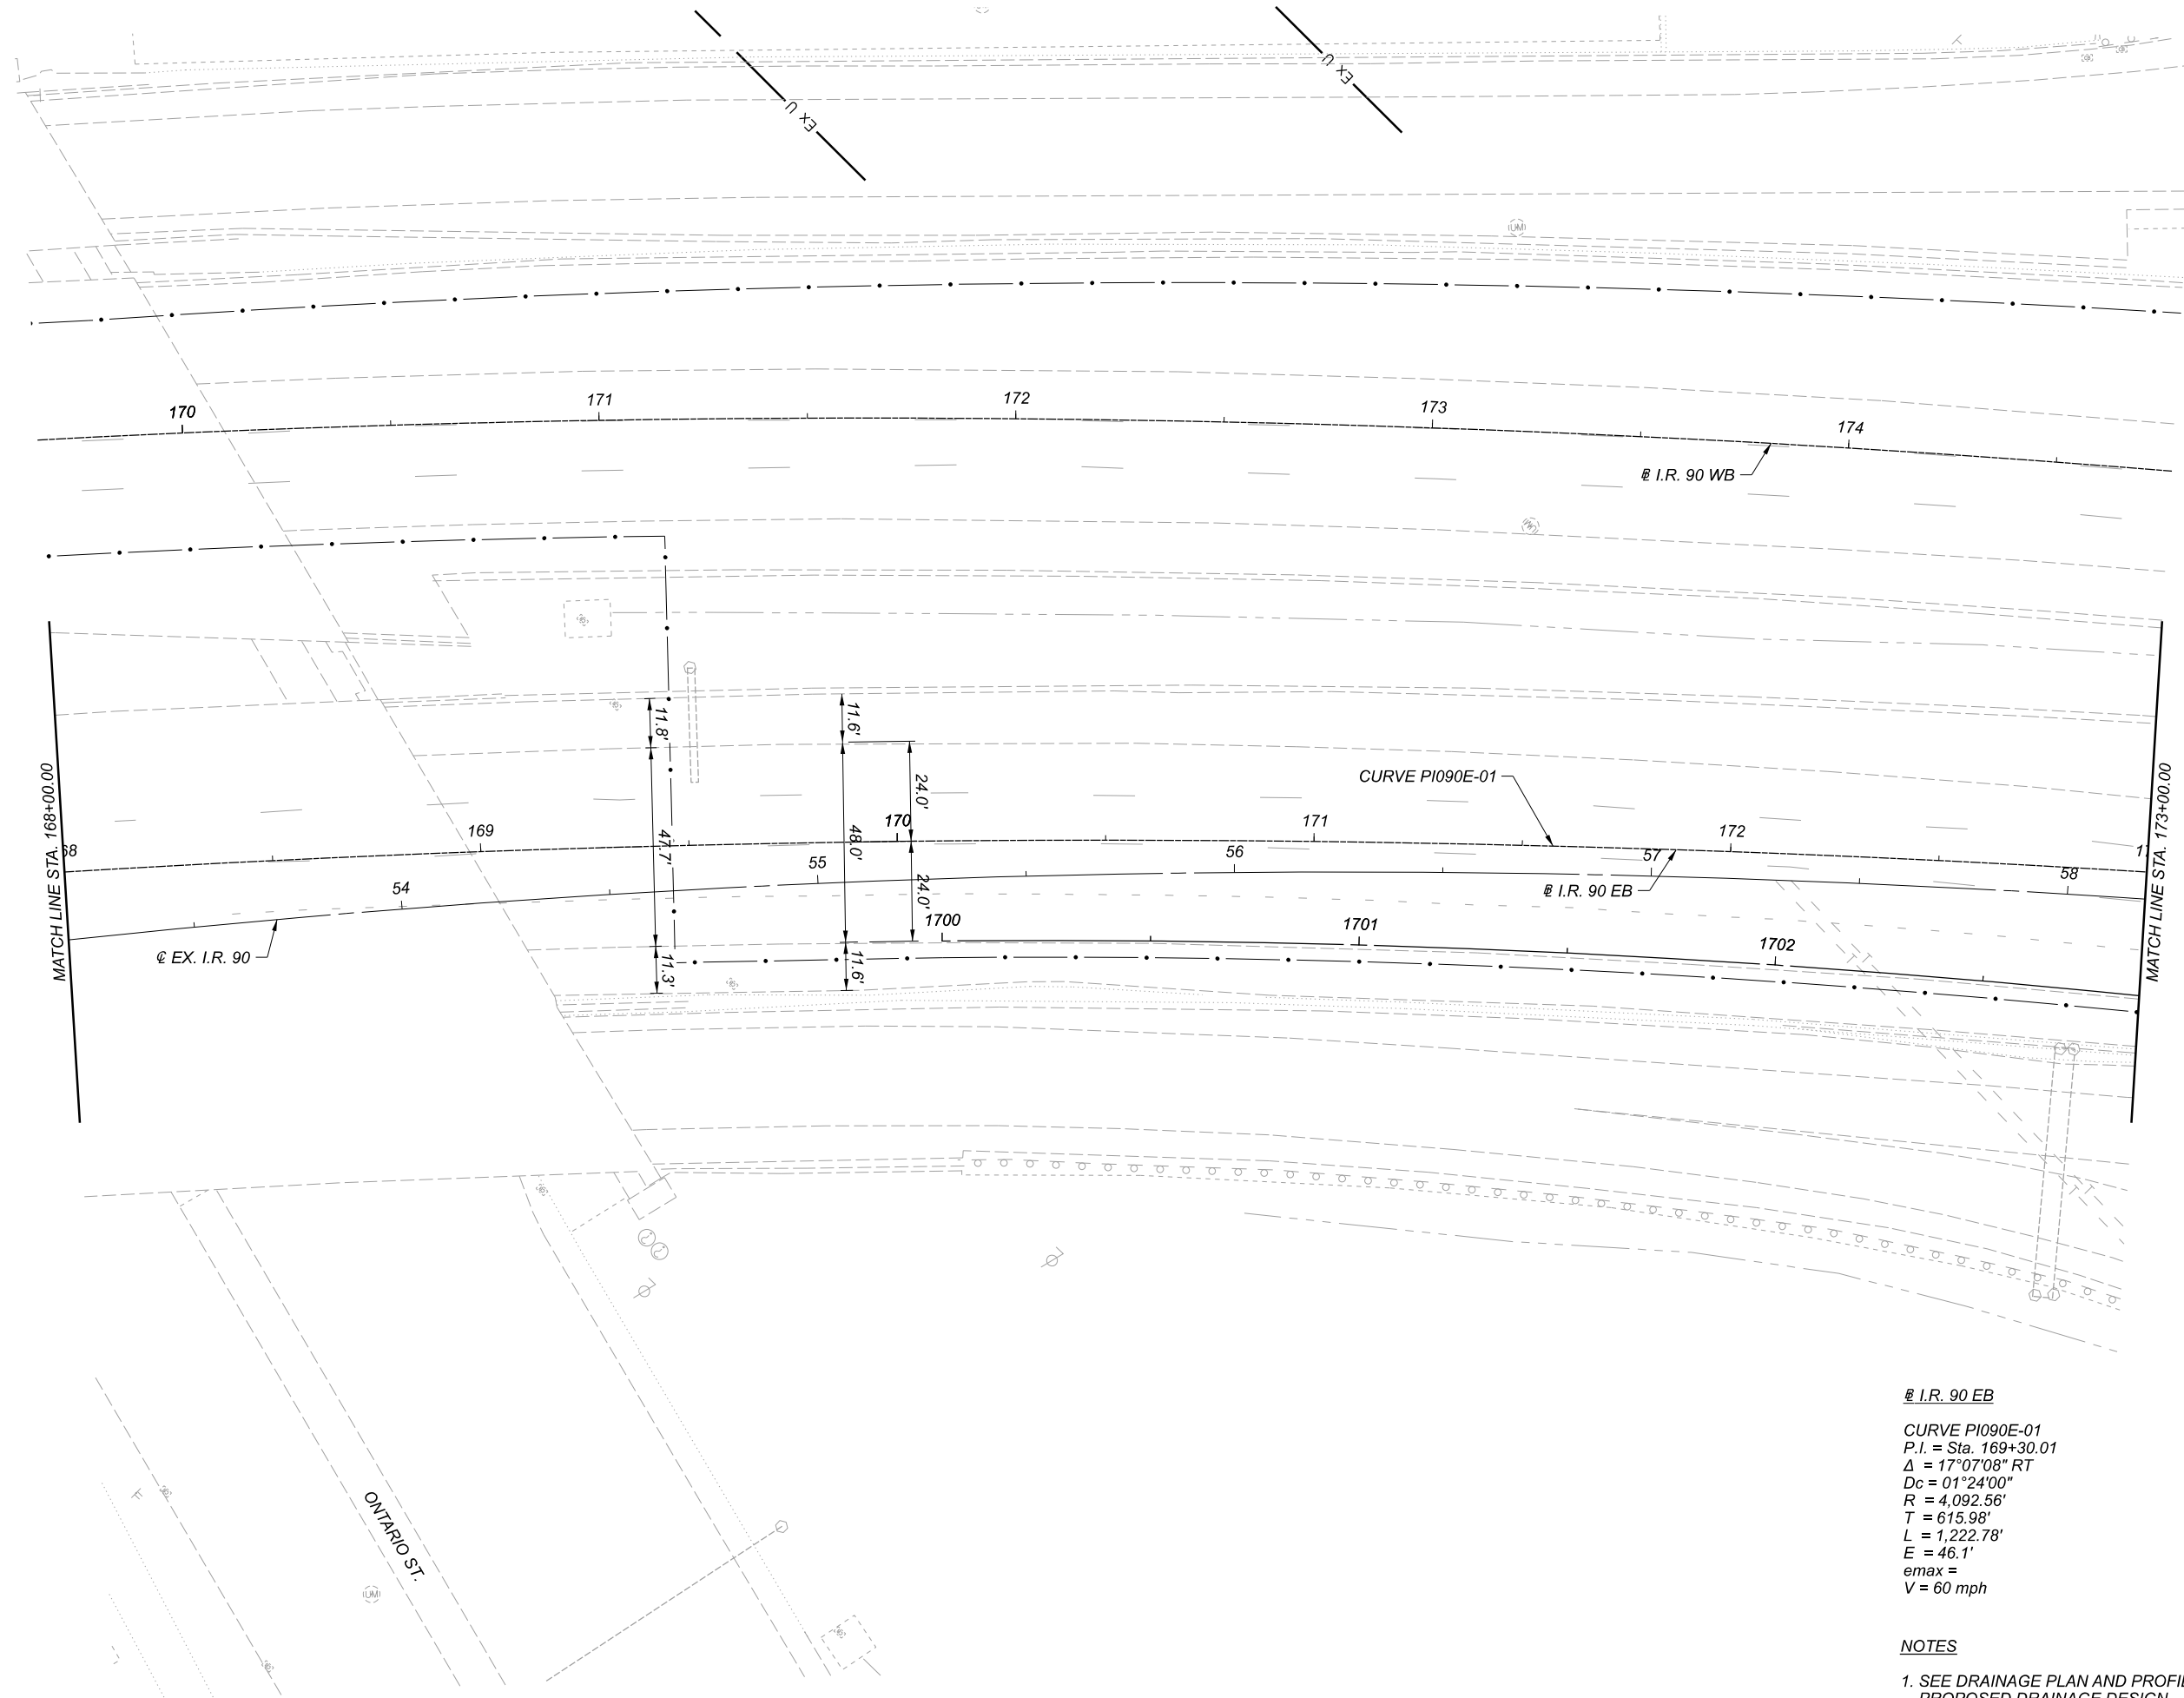 EX U
EX U
170
171
172
173
174
℄ I.R. 90 WB
11.8'
11.6'
24.0'
CURVE PI090E-01
MATCH LINE STA. 168+00.00
MATCH LINE STA. 173+00.00
68
169
170
171
172
17
47.7'
48.0'
54
55
56
57
58
℄ I.R. 90 EB
24.0'
1700
1701
1702
℄ EX. I.R. 90
11.3'
11.6'
ONTARIO ST.
℄ I.R. 90 EB
CURVE PI090E-01
P.I. = Sta. 169+30.01
Δ = 17°07'08" RT
Dc = 01°24'00"
R = 4,092.56'
T = 615.98'
L = 1,222.78'
E = 46.1'
emax =
V = 60 mph
NOTES
1. SEE DRAINAGE PLAN AND PROFI
PROPOSED DRAINAGE DESIGN